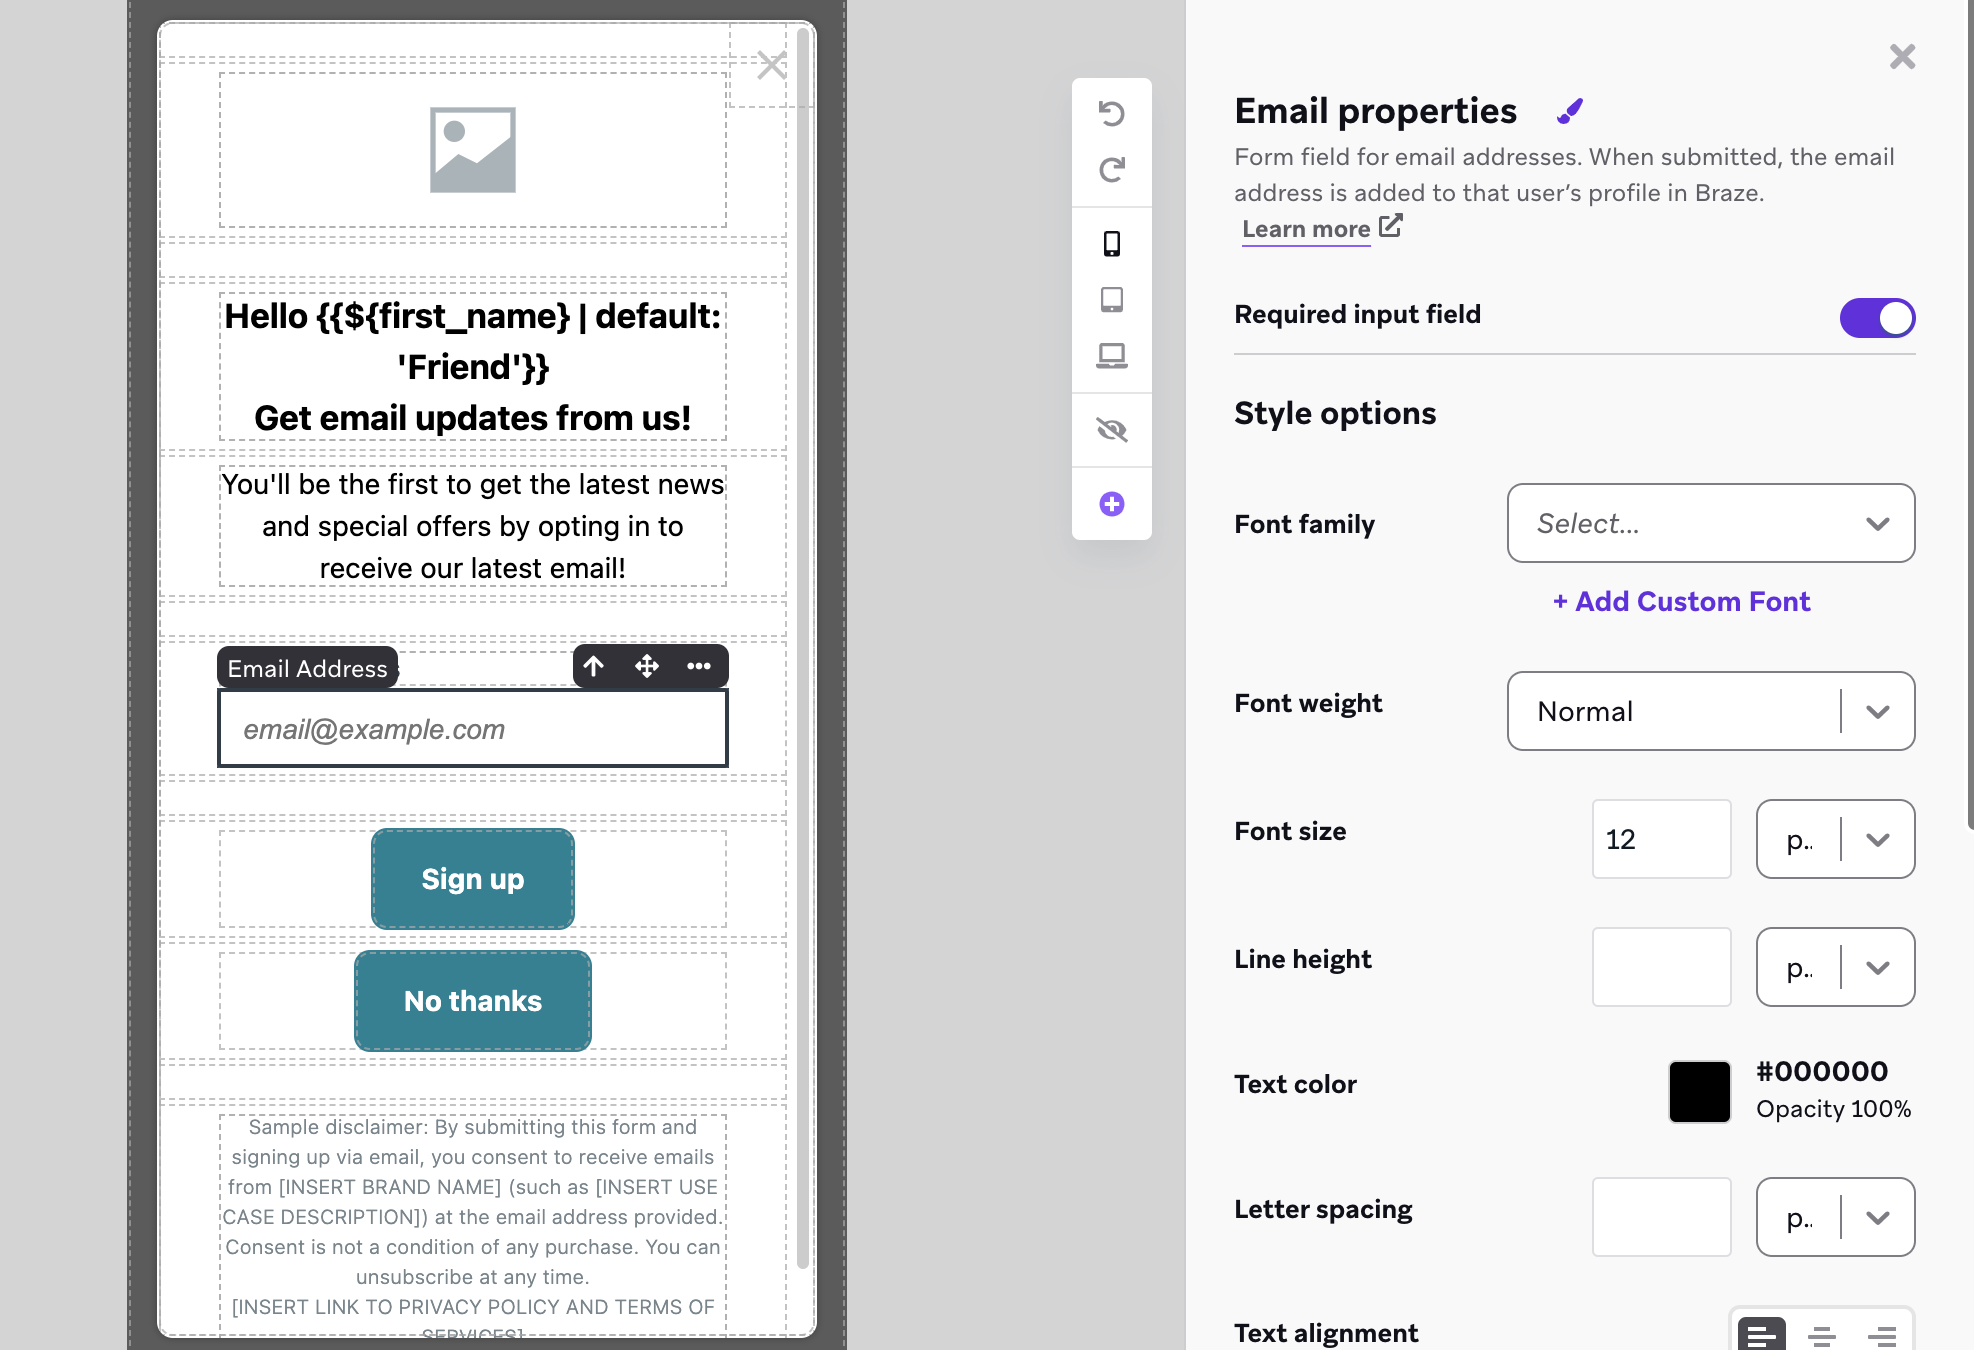 Hello {{${first_name} | default:
'Friend'}}
Get email updates from us!
You'll be the first to get the latest news
and special offers by opting in to
receive our latest email!
Email Address
email@example.com
Sign up
No thanks
Sample disclaimer: By submitting this form and
signing up via email, you consent to receive emails
from [INSERT BRAND NAME] (such as [INSERT USE
CASE DESCRIPTION]) at the email address provided.
Consent is not a condition of any purchase. You can
unsubscribe at any time.
[INSERT LINK TO PRIVACY POLICY AND TERMS OF
SERVICES]
Email properties
Form field for email addresses. When submitted, the email
address is added to that user’s profile in Braze.
Learn more
Required input field
Style options
Font family
Select...
+ Add Custom Font
Font weight
Normal
Font size
12
p..
Line height
p..
Text color
#000000
Opacity 100%
Letter spacing
p..
Text alignment